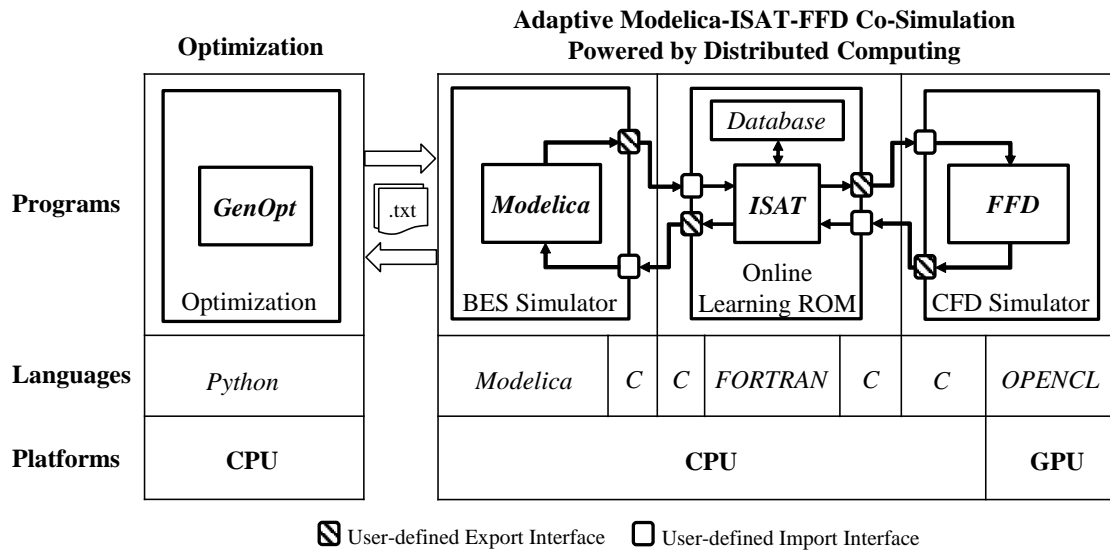 Optimization
Adaptive Modelica-ISAT-FFD Co-Simulation
Powered by Distributed Computing
Programs
GenOpt
Optimization
.txt
Modelica
BES Simulator
Database
ISAT
Online
Learning ROM
FFD
CFD Simulator
Languages
Python
Modelica
C
C
FORTRAN
C
C
OPENCL
Platforms
CPU
CPU
GPU
User-defined Export Interface
User-defined Import Interface